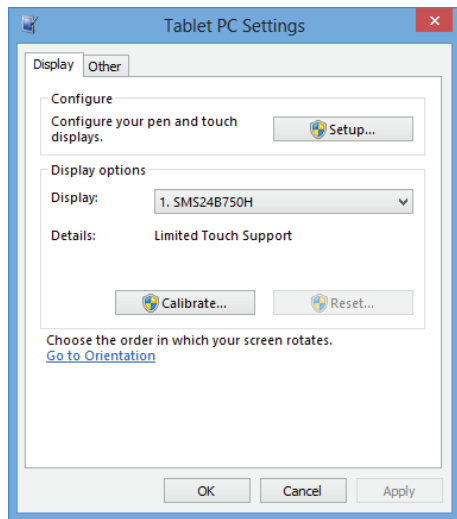 Tablet PC Settings
Display
Other
Configure
Configure your pen and touch
displays.
Setup...
Display options
Display:
1. SMS24B750H
Details:
Limited Touch Support
Calibrate...
Reset...
Choose the order in which your screen rotates.
Go to Orientation
OK
Cancel
Apply